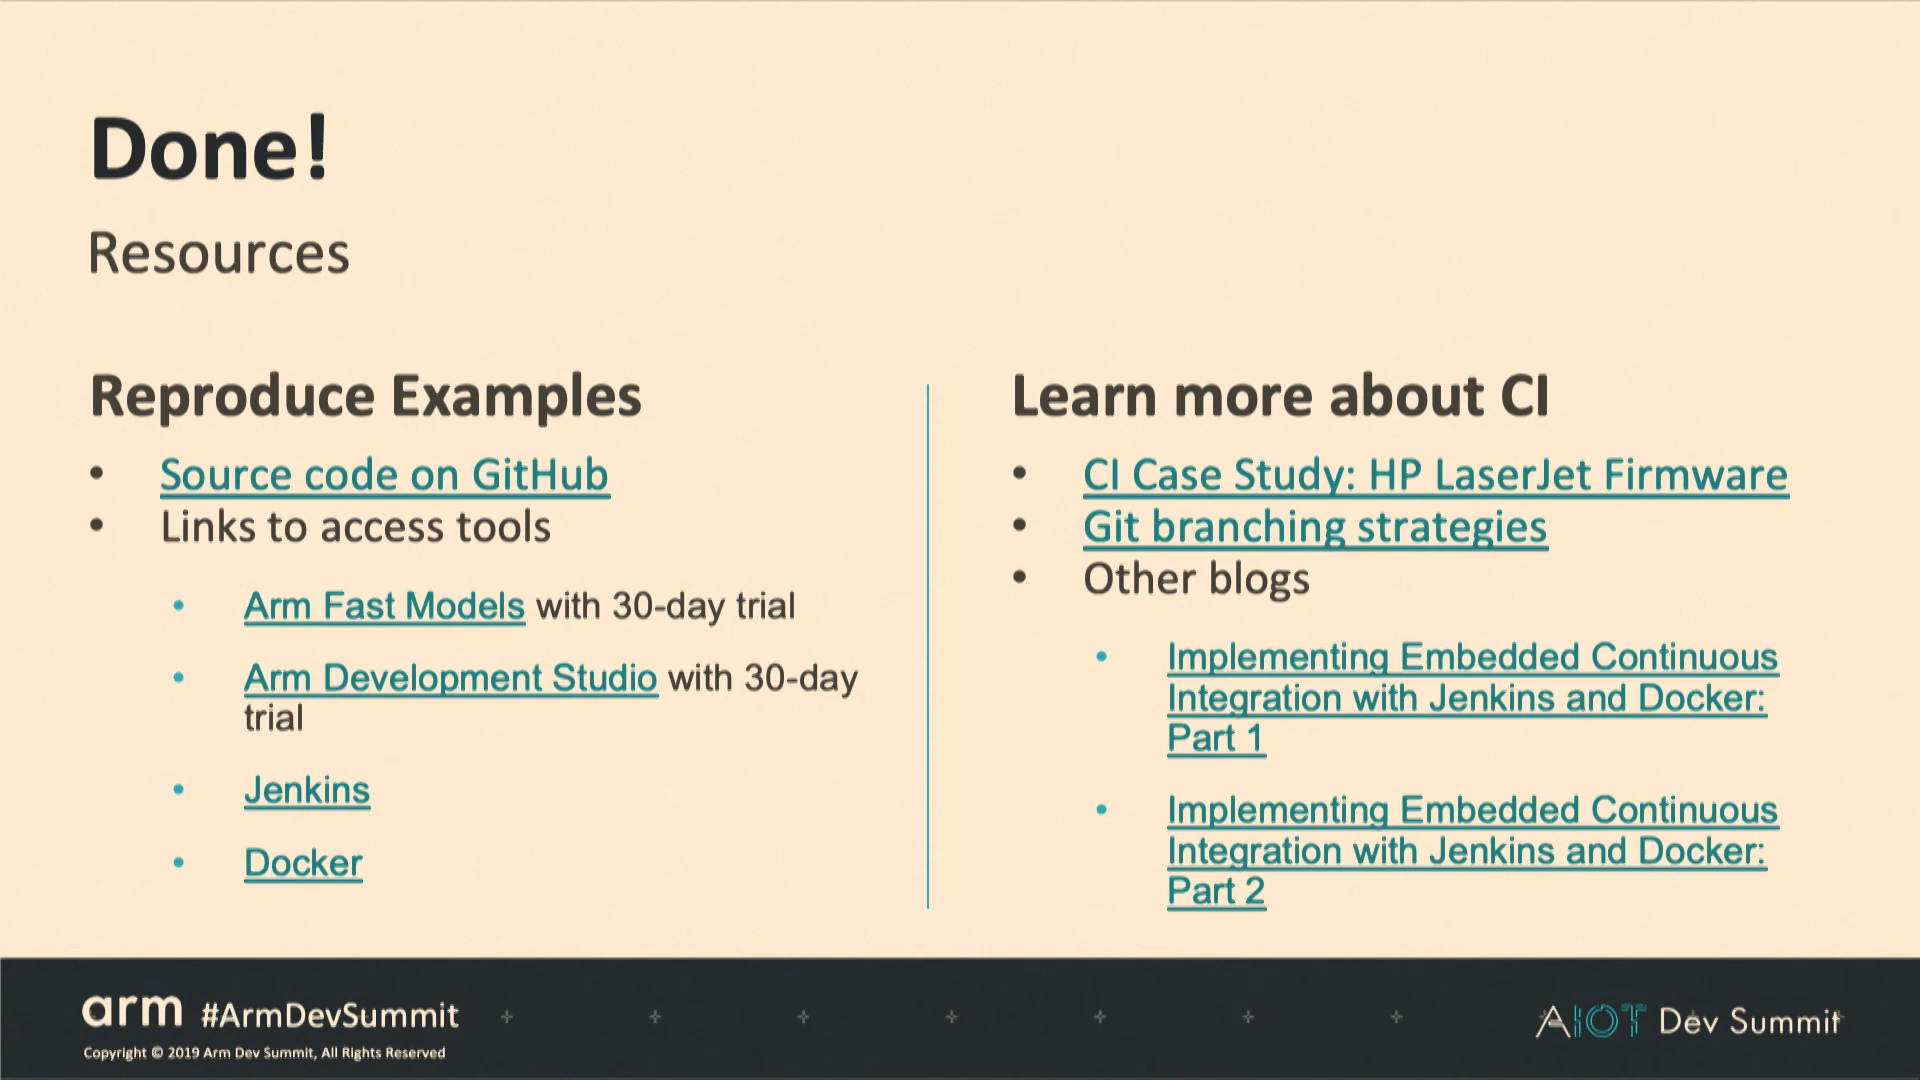 Done!
Resources
Reproduce Examples
• Source code on GitHub
• Links to access tools
• Arm Fast Models with 30-day trial
• Arm Development Studio with 30-day
trial
• Jenkins
• Docker
Learn more about CI
• CI Case Study: HP LaserJet Firmware
• Git branching strategies
• Other blogs
• Implementing Embedded Continuous
Integration with Jenkins and Docker:
Part 1
• Implementing Embedded Continuous
Integration with Jenkins and Docker:
Part 2
arm #ArmDevSummit
Copyright © 2019 Arm Dev Summit, All Rights Reserved
AIOT Dev Summit